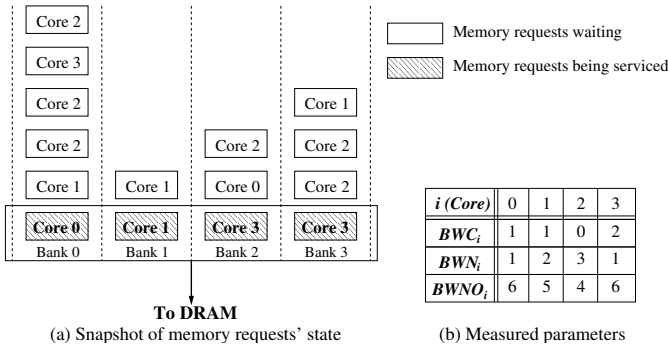 Core 2
Core 3
Core 2 Core 1
Core 2 Core 2 Core 2
Core 1 Core 1 Core 0 Core 2
Core 0 Core 1 Core 3 Core 3
Bank 0 Bank 1 Bank 2 Bank 3
To DRAM
(a) Snapshot of memory requests’ state
Memory requests waiting
Memory requests being serviced
i (Core) 0 1 2 3
BWCi 1 1 0 2
BWNi 1 2 3 1
BWNOi 6 5 4 6
(b) Measured parameters